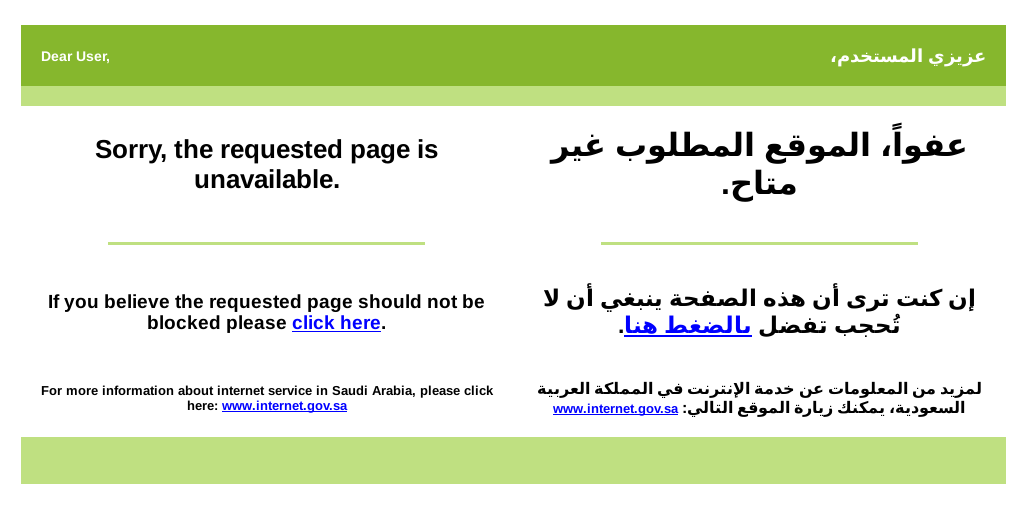 Dear User,
عزيزي المستخدم،
Sorry, the requested page is
unavailable.
عفواً، الموقع المطلوب غير
متاح.
If you believe the requested page should not be
blocked please click here.
إن كنت ترى أن هذه الصفحة ينبغي أن لا
تُحجب تفضل بالضغط هنا.
For more information about internet service in Saudi Arabia, please click
here: www.internet.gov.sa
لمزيد من المعلومات عن خدمة الإنترنت في المملكة العربية
السعودية، يمكنك زيارة الموقع التالي: www.internet.gov.sa